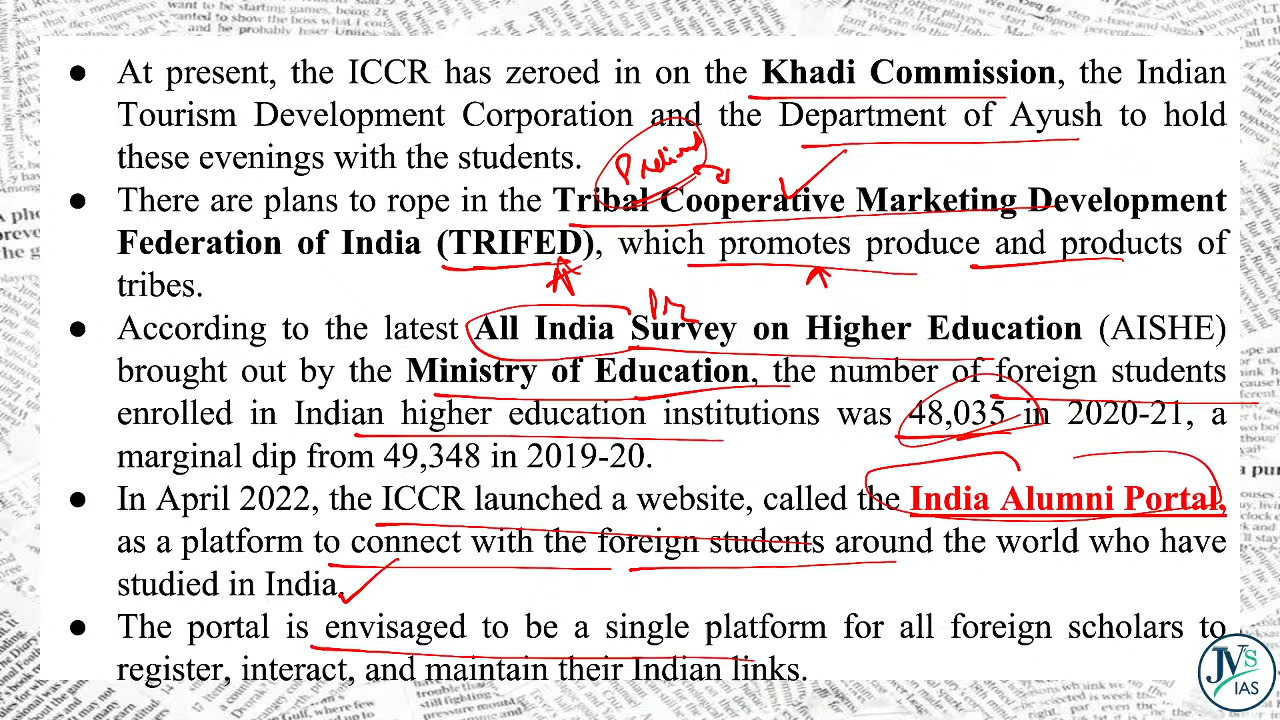 ● At present, the ICCR has zeroed in on the Khadi Commission, the Indian
Tourism Development Corporation and the Department of Ayush to hold
these evenings with the students.
● There are plans to rope in the Tribal Cooperative Marketing Development
Federation of India (TRIFED), which promotes produce and products of
tribes.
● According to the latest All India Survey on Higher Education (AISHE)
brought out by the Ministry of Education, the number of foreign students
enrolled in Indian higher education institutions was 48,035 in 2020-21, a
marginal dip from 49,348 in 2019-20.
● In April 2022, the ICCR launched a website, called the India Alumni Portal,
as a platform to connect with the foreign students around the world who have
studied in India.
● The portal is envisaged to be a single platform for all foreign scholars to
register, interact, and maintain their Indian links.
JVS
IAS